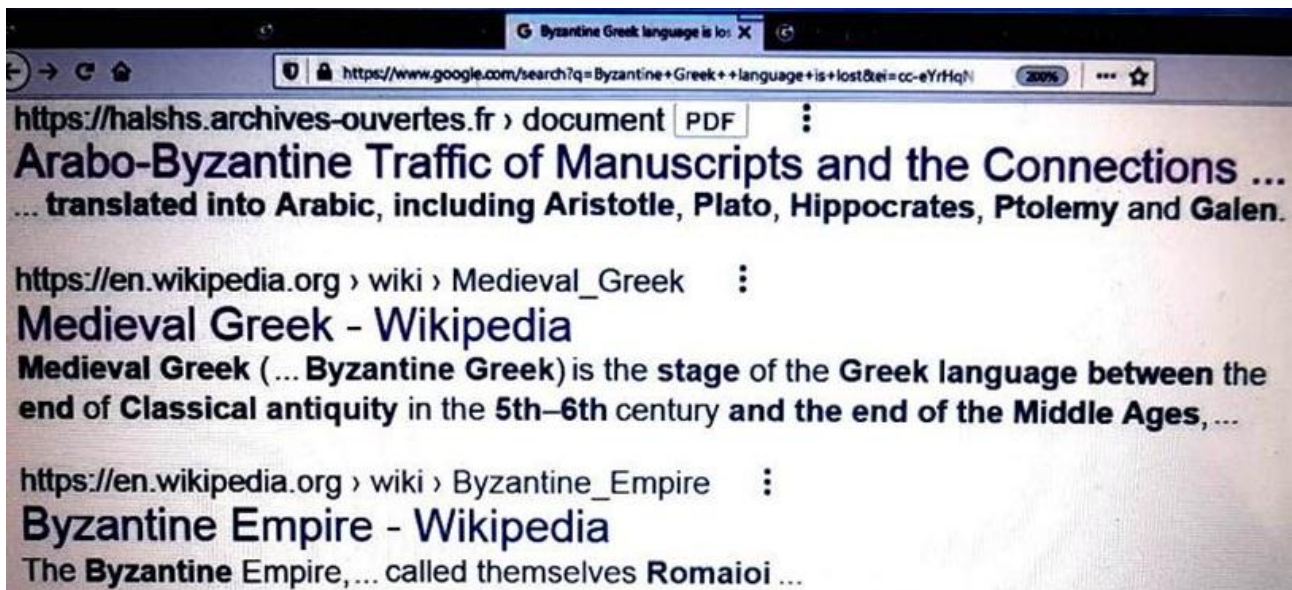 G Byzantine Greek language is los X
https://www.google.com/search?q=Byzantine+Greek++language+is+lost&ei=cc-eYrHqN 200%
https://halshs.archives-ouvertes.fr › document PDF
Arabo-Byzantine Traffic of Manuscripts and the Connections ...
... translated into Arabic, including Aristotle, Plato, Hippocrates, Ptolemy and Galen.
https://en.wikipedia.org › wiki › Medieval_Greek
Medieval Greek - Wikipedia
Medieval Greek (... Byzantine Greek) is the stage of the Greek language between the
end of Classical antiquity in the 5th–6th century and the end of the Middle Ages, ...
https://en.wikipedia.org › wiki › Byzantine_Empire
Byzantine Empire - Wikipedia
The Byzantine Empire, ... called themselves Romaioi ...